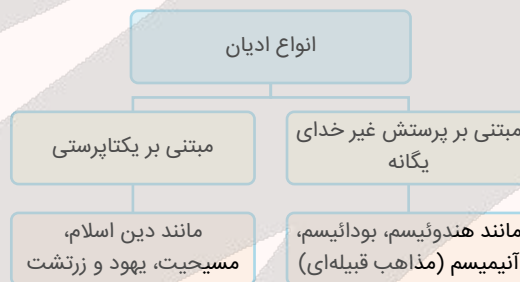 انواع ادیان
مبتنی بر پرستش غیر خدای
یگانه
مبتنی بر یکتاپرستی
مانند هندوئیسم، بودائیسم،
آنیمیسم (مذاهب قبیله‌ای)
مانند دین اسلام،
مسیحیت، یهود و زرتشت